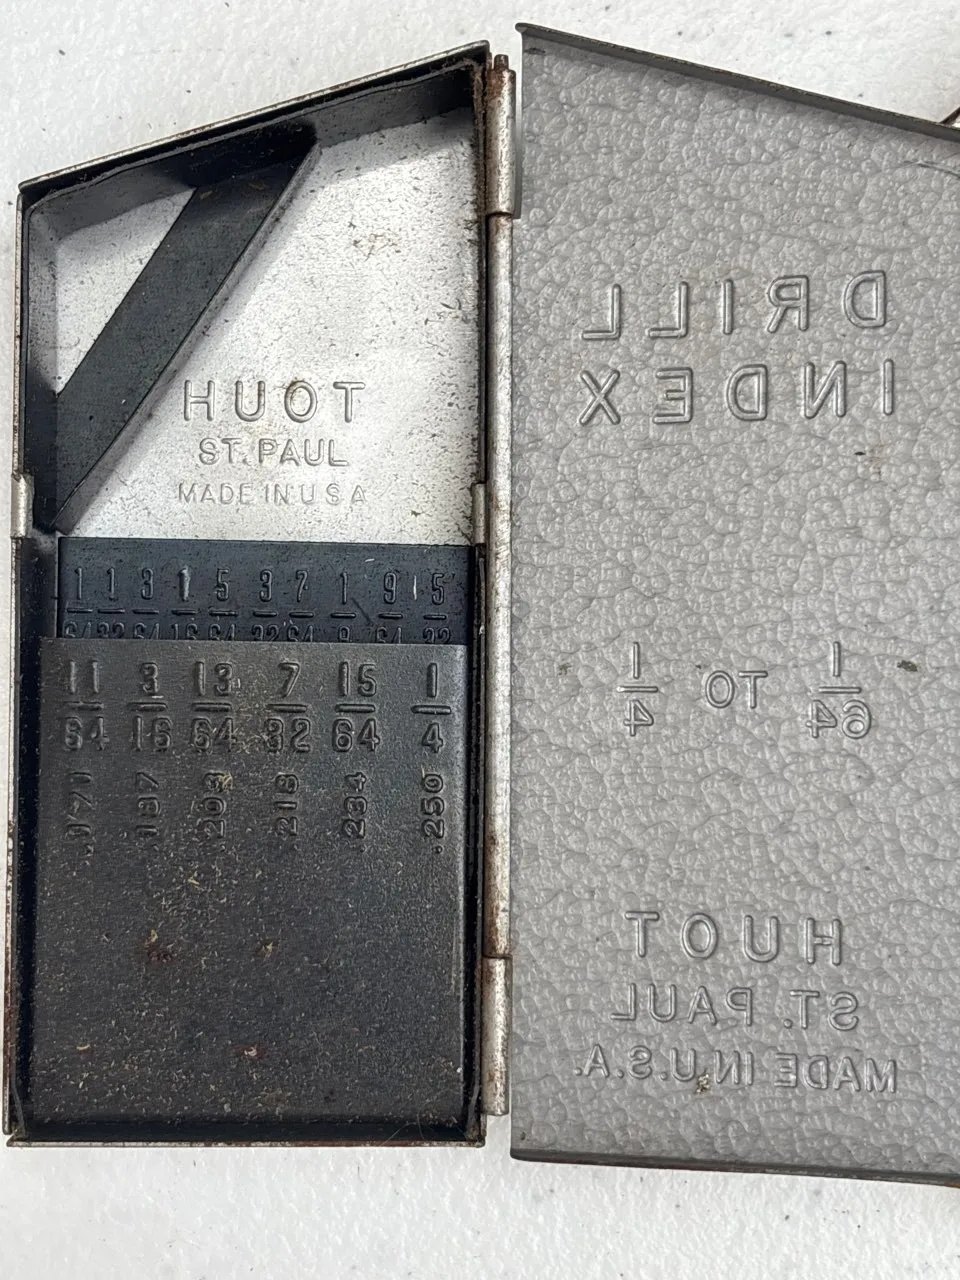 HUOT
ST. PAUL
MADE IN U S A
1 1 3 1 5 3 7 1 9 5
64 32 64 16 64 32 64 8 64 32
11 3 13 7 15 1
64 16 64 32 64 4
.171 .187 .203 .218 .234 .250
DRILL
INDEX
1/64 TO 1/4
HUOT
ST. PAUL
MADE IN U.S.A.